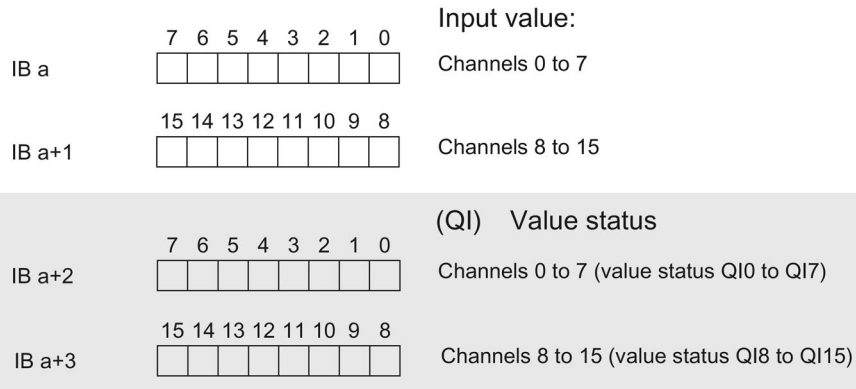 Input value:
7 6 5 4 3 2 1 0
IB a
Channels 0 to 7
15 14 13 12 11 10 9 8
IB a+1
Channels 8 to 15
(QI) Value status
7 6 5 4 3 2 1 0
IB a+2
Channels 0 to 7 (value status QI0 to QI7)
15 14 13 12 11 10 9 8
IB a+3
Channels 8 to 15 (value status QI8 to QI15)